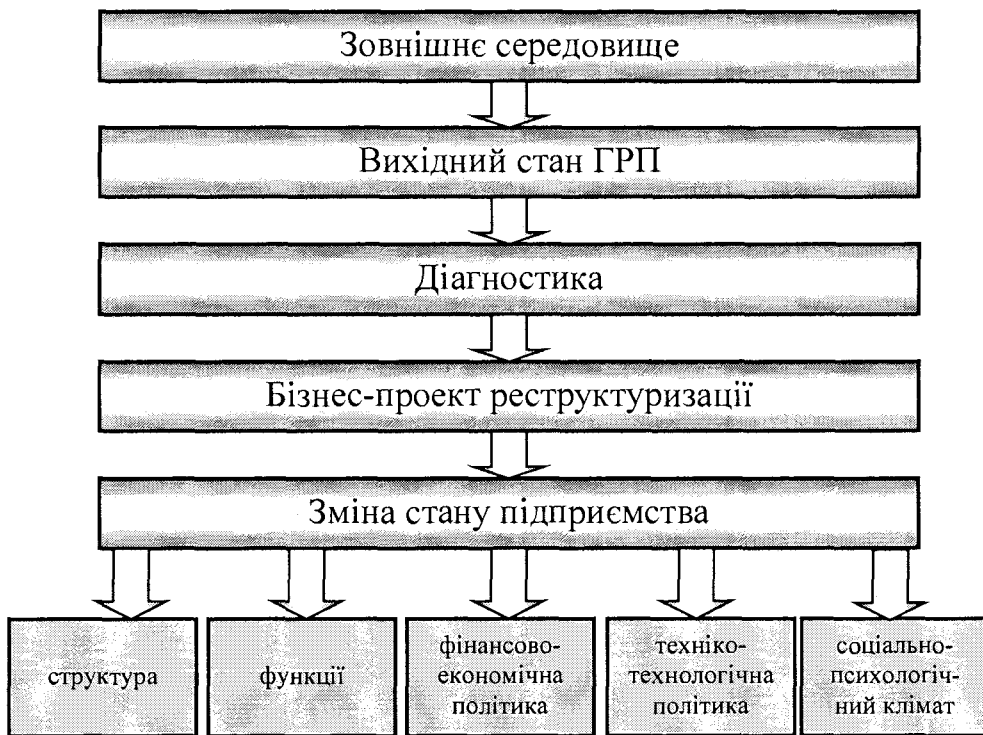 Зовнішнє середовище
Вихідний стан ГРП
Діагностика
Бізнес-проект реструктуризації
Зміна стану підприємства
структура
функції
фінансово-
економічна
політика
техніко-
технологічна
політика
соціально-
психологіч-
ний клімат